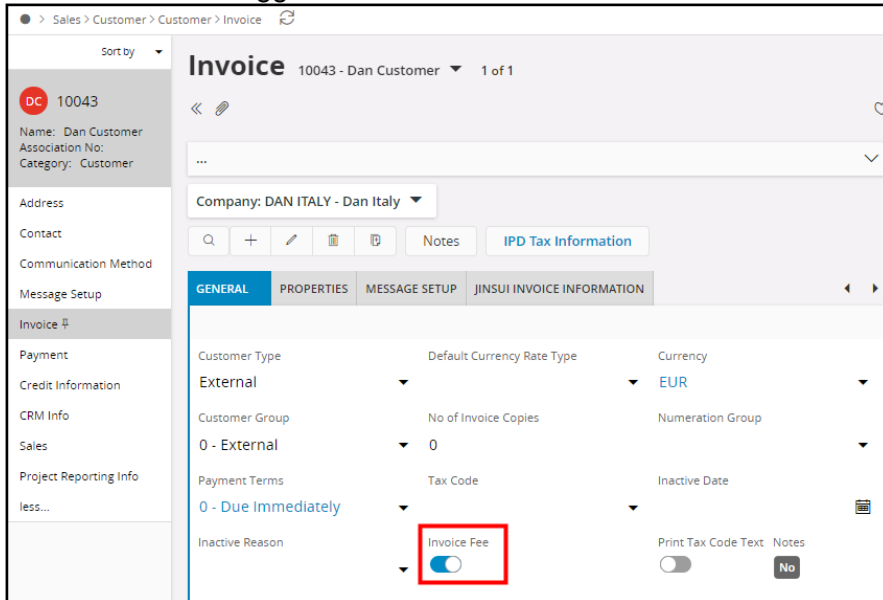 Sales > Customer > Customer > Invoice
Sort by
DC 10043
Name: Dan Customer
Association No:
Category: Customer
Address
Contact
Communication Method
Message Setup
Invoice
Payment
Credit Information
CRM Info
Sales
Project Reporting Info
less...
Invoice 10043 - Dan Customer 1 of 1
...
Company: DAN ITALY - Dan Italy
Notes IPD Tax Information
GENERAL PROPERTIES MESSAGE SETUP JINSUI INVOICE INFORMATION
Customer Type Default Currency Rate Type Currency
External EUR
Customer Group No of Invoice Copies Numeration Group
0 - External 0
Payment Terms Tax Code Inactive Date
0 - Due Immediately
Inactive Reason Invoice Fee Print Tax Code Text Notes
No